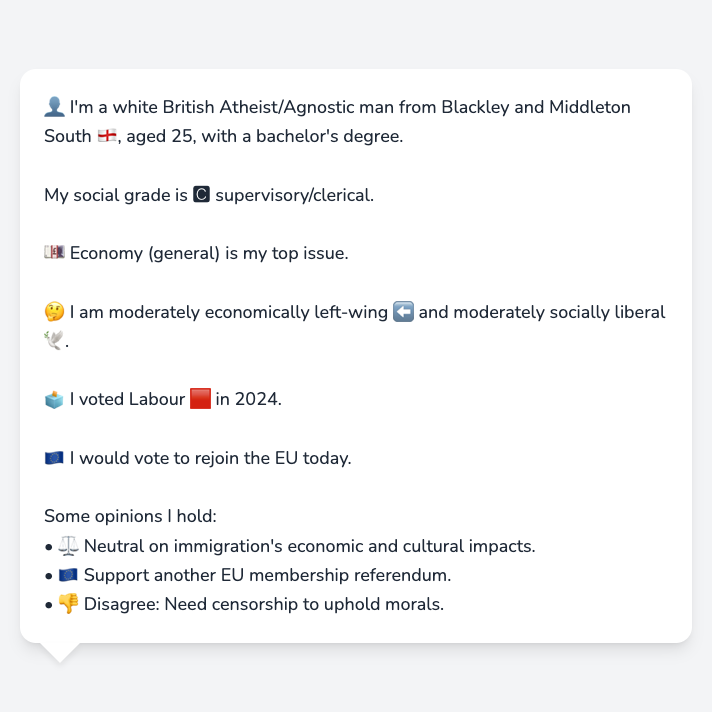 👤 I'm a white British Atheist/Agnostic man from Blackley and Middleton
South 🏴󠁧󠁢󠁥󠁮󠁧󠁿, aged 25, with a bachelor's degree.
My social grade is 🅲 supervisory/clerical.
💷 Economy (general) is my top issue.
🤔 I am moderately economically left-wing ⬅️ and moderately socially liberal
🕊️.
🗳️ I voted Labour 🟥 in 2024.
🇪🇺 I would vote to rejoin the EU today.
Some opinions I hold:
• ⚖️ Neutral on immigration's economic and cultural impacts.
• 🇪🇺 Support another EU membership referendum.
• 👎 Disagree: Need censorship to uphold morals.